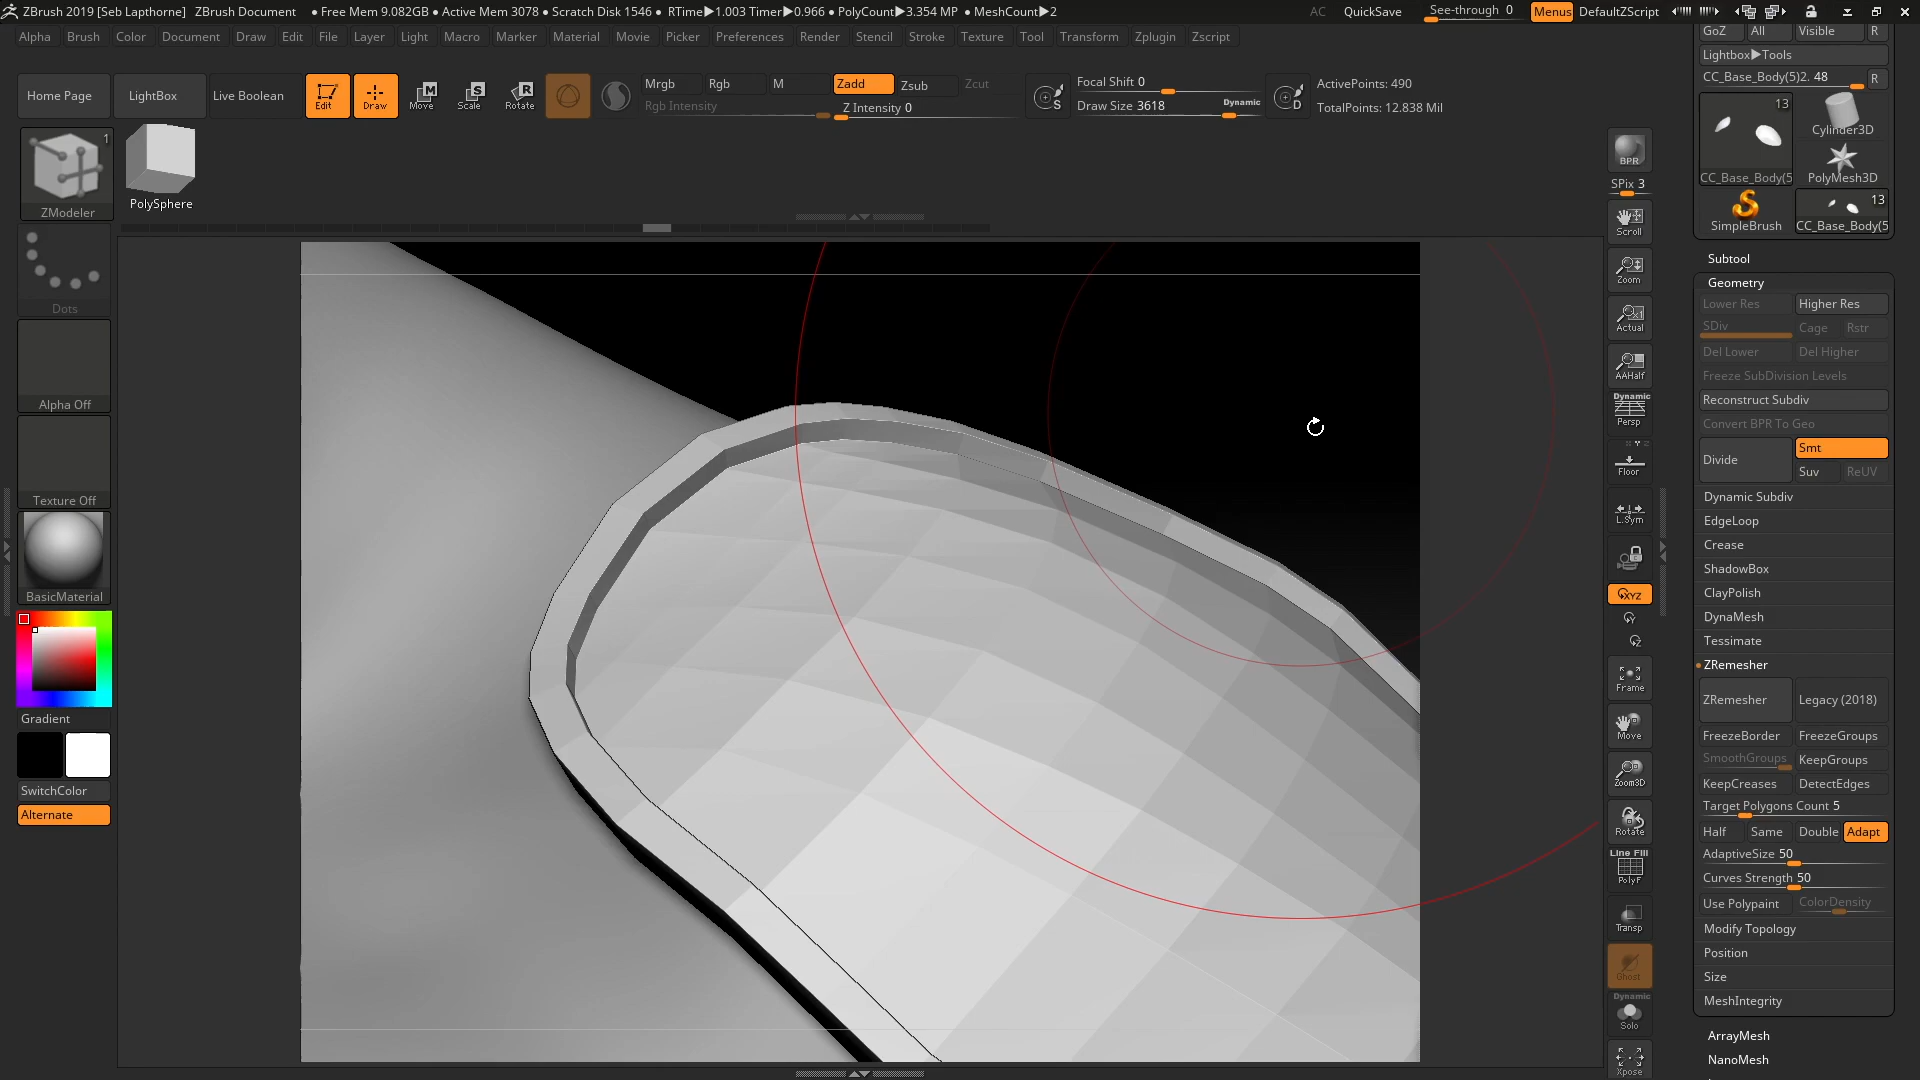 ZBrush 2019 [Seb Lapthorne] ZBrush Document • Free Mem 9.082GB • Active Mem 3078 • Scratch Disk 1546 • RTime▶1.003 Timer▶0.966 • PolyCount▶3.354 MP • MeshCount▶2 AC QuickSave See-through 0 Menus DefaultZScript
Alpha Brush Color Document Draw Edit File Layer Light Macro Marker Material Movie Picker Preferences Render Stencil Stroke Texture Tool Transform Zplugin Zscript
Home Page LightBox Live Boolean Edit Draw Move Scale Rotate
M S R
Mrgb Rgb M Zadd Zsub Zcut
Rgb Intensity Z Intensity 0
S Focal Shift 0
Draw Size 3618 Dynamic
D ActivePoints: 490
TotalPoints: 12.838 Mil
1
ZModeler
PolySphere
Dots
Alpha Off
Texture Off
BasicMaterial
Gradient
SwitchColor
Alternate
BPR
SPix 3
Scroll
Zoom
Actual
AAHalf
Dynamic
Persp
Floor
L.Sym
XYZ
Y
Z
Frame
Move
Zoom3D
Rotate
Line Fill
PolyF
Transp
Ghost
Dynamic
Solo
Xpose
GoZ All Visible R
Lightbox▶Tools
CC_Base_Body(5)2. 48 R
13
Cylinder3D
CC_Base_Body(5 PolyMesh3D
13
SimpleBrush CC_Base_Body(5
Subtool
Geometry
Lower Res Higher Res
SDiv Cage Rstr
Del Lower Del Higher
Freeze SubDivision Levels
Reconstruct Subdiv
Convert BPR To Geo
Divide Smt
Suv ReUV
Dynamic Subdiv
EdgeLoop
Crease
ShadowBox
ClayPolish
DynaMesh
Tessimate
ZRemesher
ZRemesher Legacy (2018)
FreezeBorder FreezeGroups
SmoothGroups KeepGroups
KeepCreases DetectEdges
Target Polygons Count 5
Half Same Double Adapt
AdaptiveSize 50
Curves Strength 50
Use Polypaint ColorDensity
Modify Topology
Position
Size
MeshIntegrity
ArrayMesh
NanoMesh